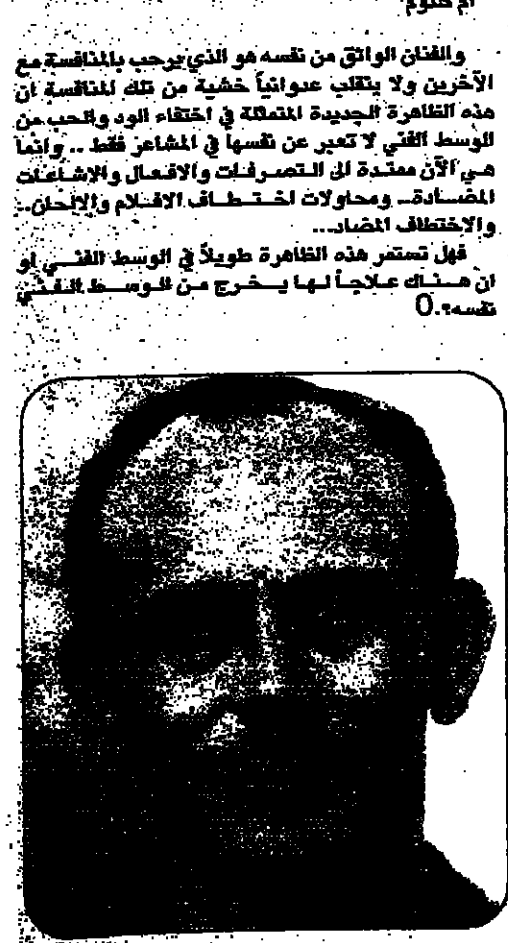 أم كلثوم.
والفنان الواثق من نفسه هو الذي يرحب بالمنافسة مع
الآخرين ولا ينقلب عدوانياً خشية من تلك المنافسة ان
هذه الظاهرة الجديدة المتمثلة في اختفاء الود والحب من
الوسط الفني لا تعبر عن نفسها في المشاعر فقط .. وانما
هي الآن ممتدة الى التصرفات والافعال والاشاعات
المضادة.. ومحاولات اختطاف الافلام والالحان..
والاختطاف المضاد...
فهل تستمر هذه الظاهرة طويلاً في الوسط الفني او
ان هناك علاجاً لها يخرج من الوسط الفني
نفسه؟.O